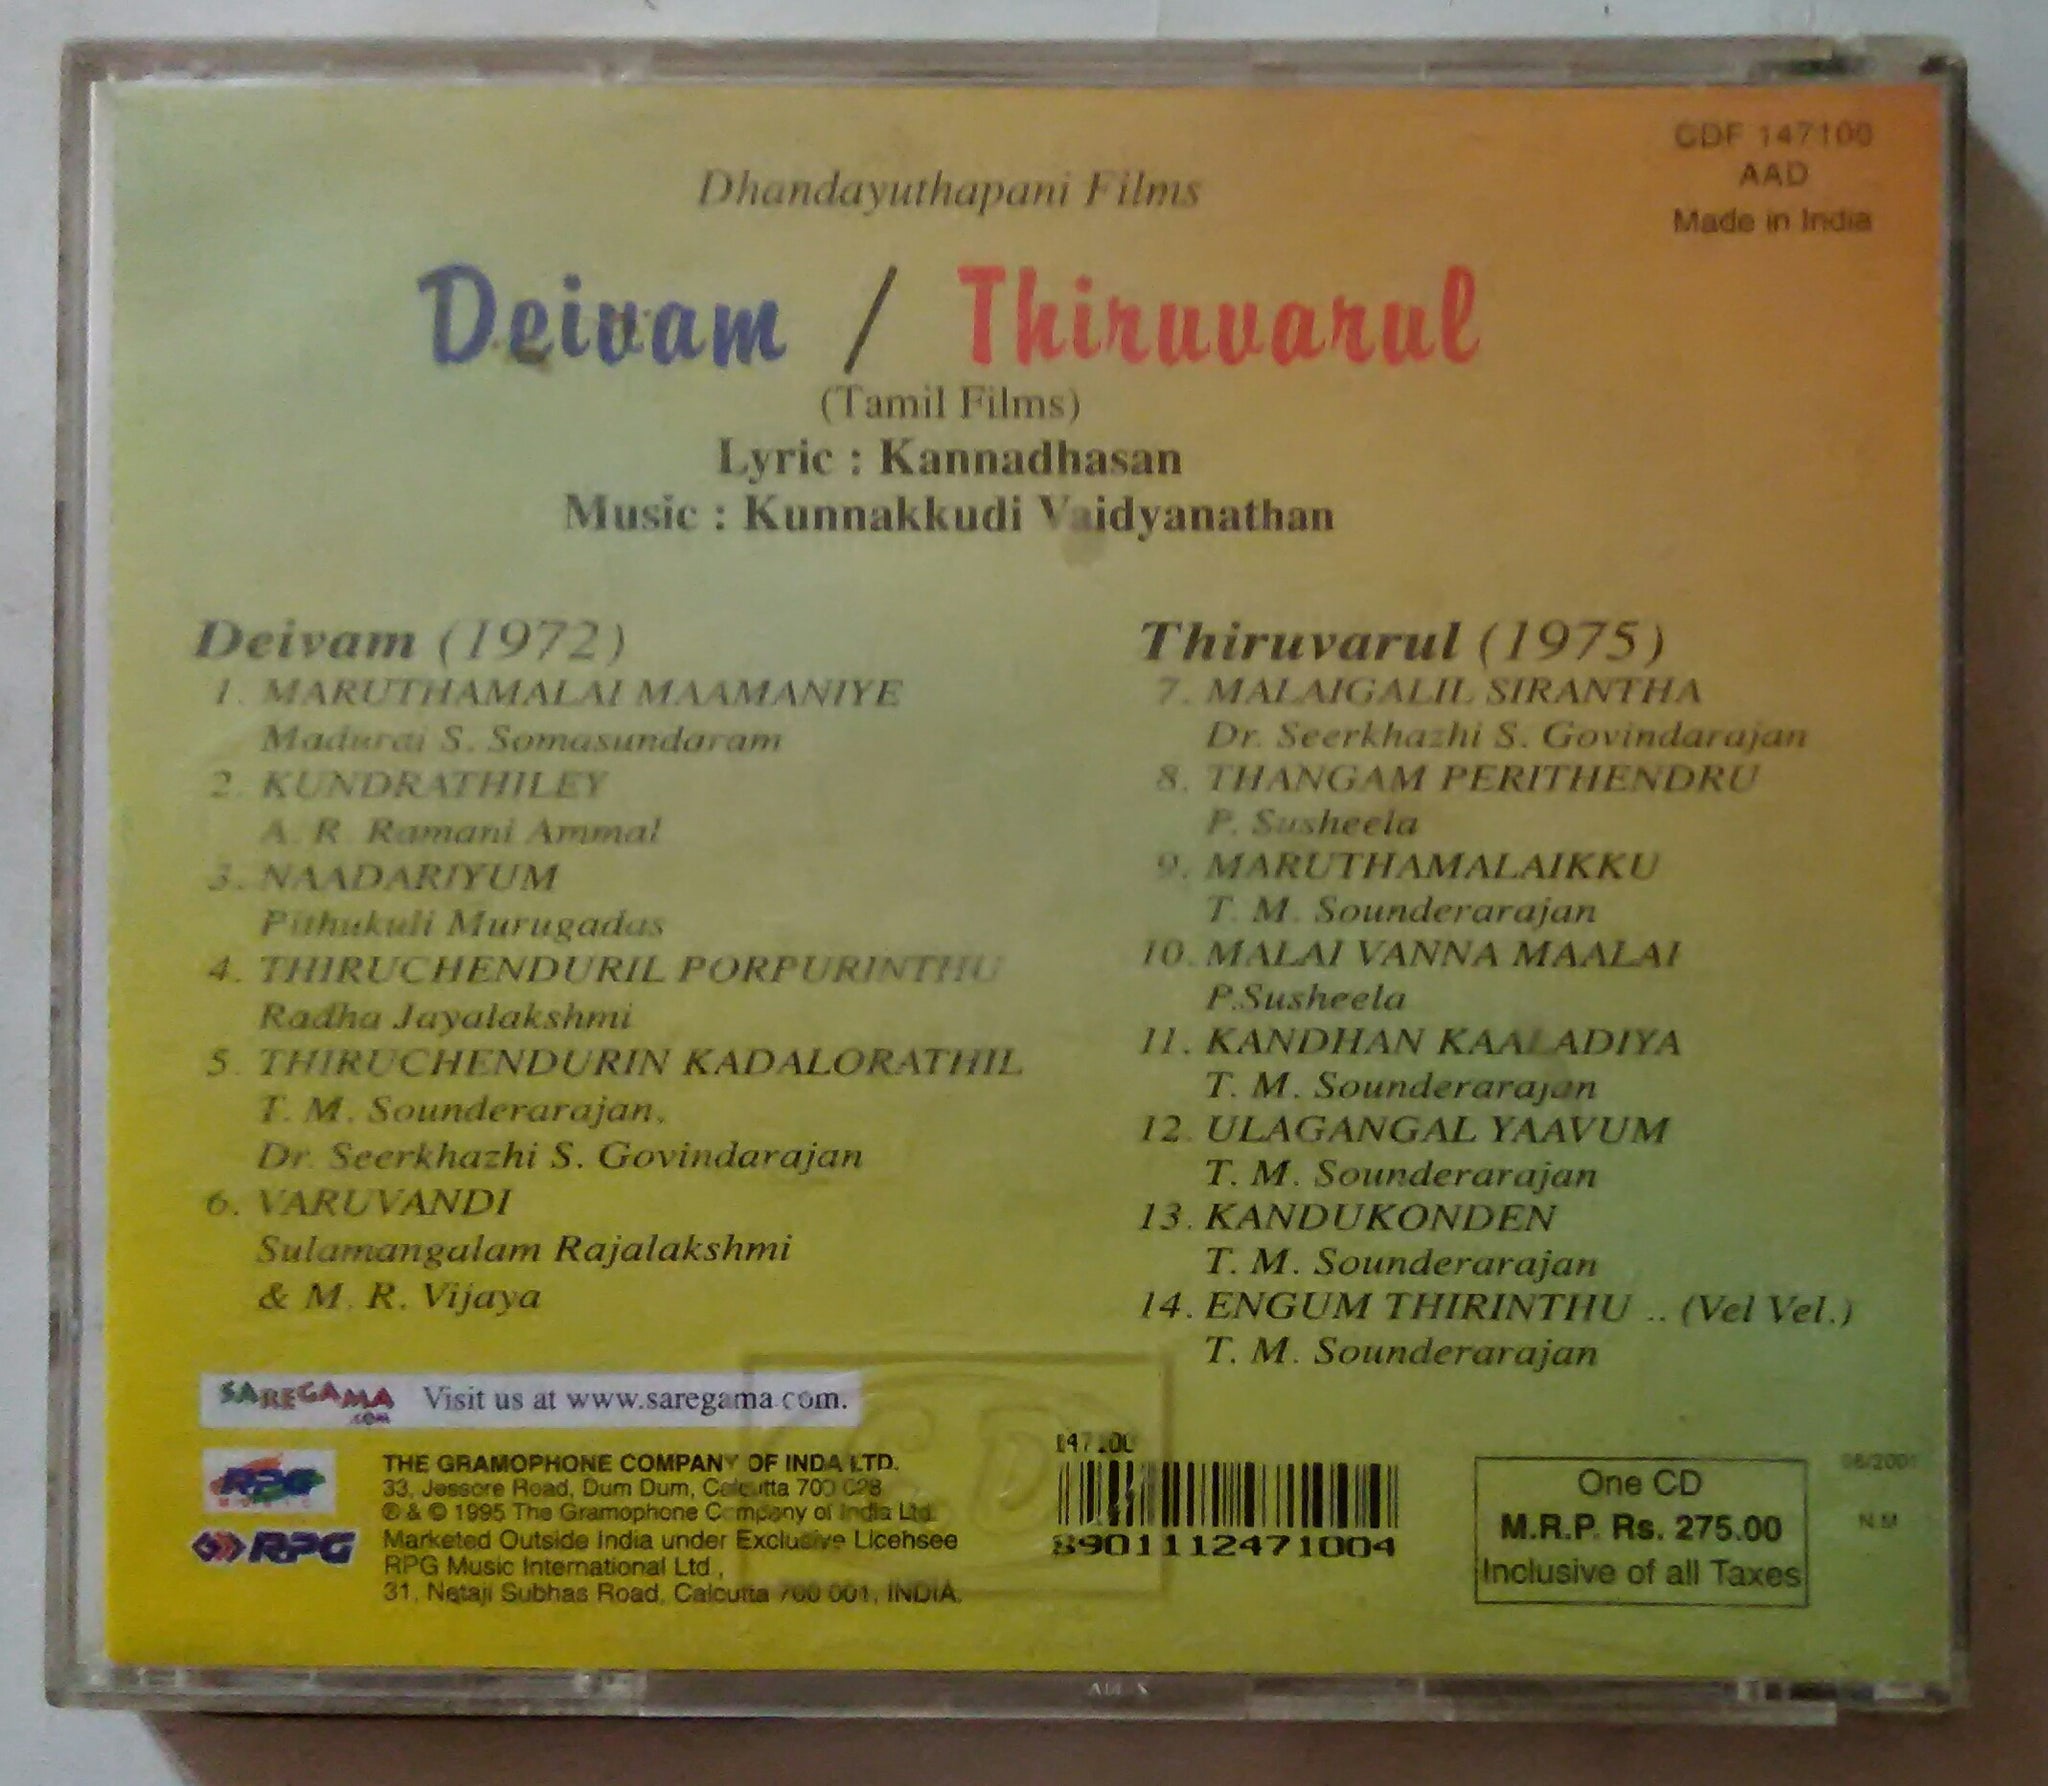 CDF 147100
AAD
Made in India
Dhandayuthapani Films
Deivam / Thiruvarul
(Tamil Films)
Lyric : Kannadhasan
Music : Kunnakkudi Vaidyanathan
Deivam (1972)
1. MARUTHAMALAI MAAMANIYE
Madurai S. Somasundaram
2. KUNDRATHILEY
A. R. Ramani Ammal
3. NAADARIYUM
Pithukuli Murugadas
4. THIRUCHENDURIL PORPURINTHU
Radha Jayalakshmi
5. THIRUCHENDURIN KADALORATHIL
T. M. Sounderarajan,
Dr. Seerkhazhi S. Govindarajan
6. VARUVANDI
Sulamangalam Rajalakshmi
& M. R. Vijaya
Thiruvarul (1975)
7. MALAIGALIL SIRANTHA
Dr. Seerkhazhi S. Govindarajan
8. THANGAM PERITHENDRU
P. Susheela
9. MARUTHAMALAIKKU
T. M. Sounderarajan
10. MALAI VANNA MAALAI
P.Susheela
11. KANDHAN KAALADIYA
T. M. Sounderarajan
12. ULAGANGAL YAAVUM
T. M. Sounderarajan
13. KANDUKONDEN
T. M. Sounderarajan
14. ENGUM THIRINTHU .. (Vel Vel.)
T. M. Sounderarajan
SAREGAMA.com Visit us at www.saregama.com.
RPG MUSIC
RPG
THE GRAMOPHONE COMPANY OF INDA LTD.
33, Jessore Road, Dum Dum, Calcutta 700 028
℗ & © 1995 The Gramophone Company of India Ltd.
Marketed Outside India under Exclusive Licehsee
RPG Music International Ltd.,
31, Netaji Subhas Road, Calcutta 700 001, INDIA.
CD
147100
8901112471004
One CD
M.R.P. Rs. 275.00
Inclusive of all Taxes
06/2001
N.M